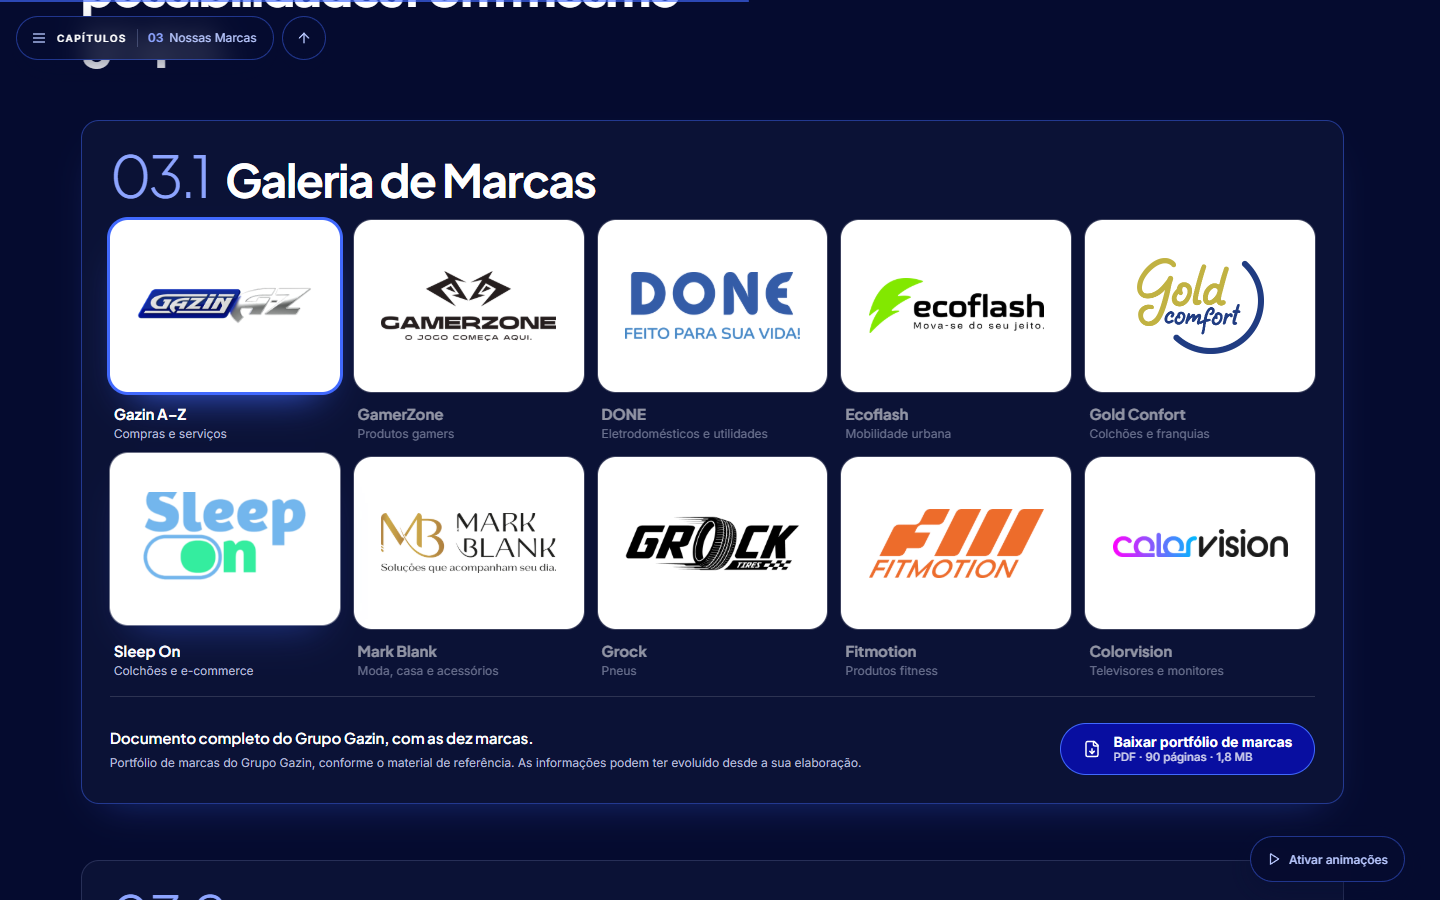 CAPÍTULOS
03 Nossas Marcas
03.1 Galeria de Marcas
GAZIN A-Z
GAMERZONE
O JOGO COMEÇA AQUI.
DONE
FEITO PARA SUA VIDA!
ecoflash
Mova-se do seu jeito.
Gold
comfort
Gazin A–Z
Compras e serviços
GamerZone
Produtos gamers
DONE
Eletrodomésticos e utilidades
Ecoflash
Mobilidade urbana
Gold Confort
Colchões e franquias
Sleep
On
MB MARK
BLANK
Soluções que acompanham seu dia.
GROCK
TIRES
FITMOTION
colorvision
Sleep On
Colchões e e-commerce
Mark Blank
Moda, casa e acessórios
Grock
Pneus
Fitmotion
Produtos fitness
Colorvision
Televisores e monitores
Documento completo do Grupo Gazin, com as dez marcas.
Portfólio de marcas do Grupo Gazin, conforme o material de referência. As informações podem ter evoluído desde a sua elaboração.
Baixar portfólio de marcas
PDF · 90 páginas · 1,8 MB
Ativar animações